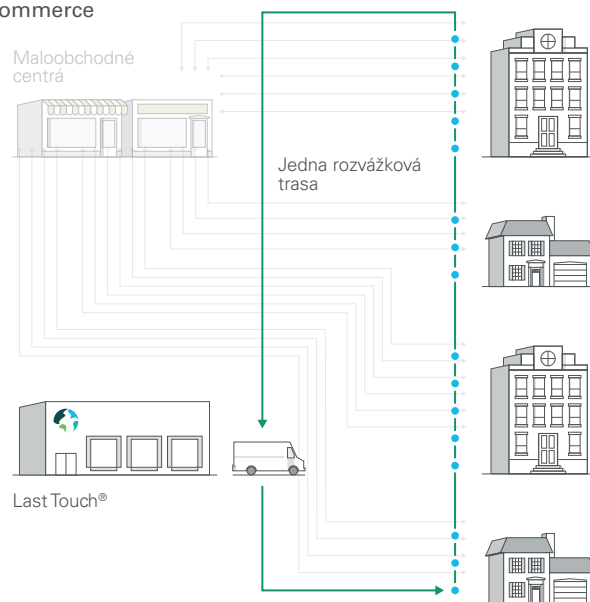 ommerce
Maloobchodné
centrá
Jedna rozvážková
trasa
Last Touch®